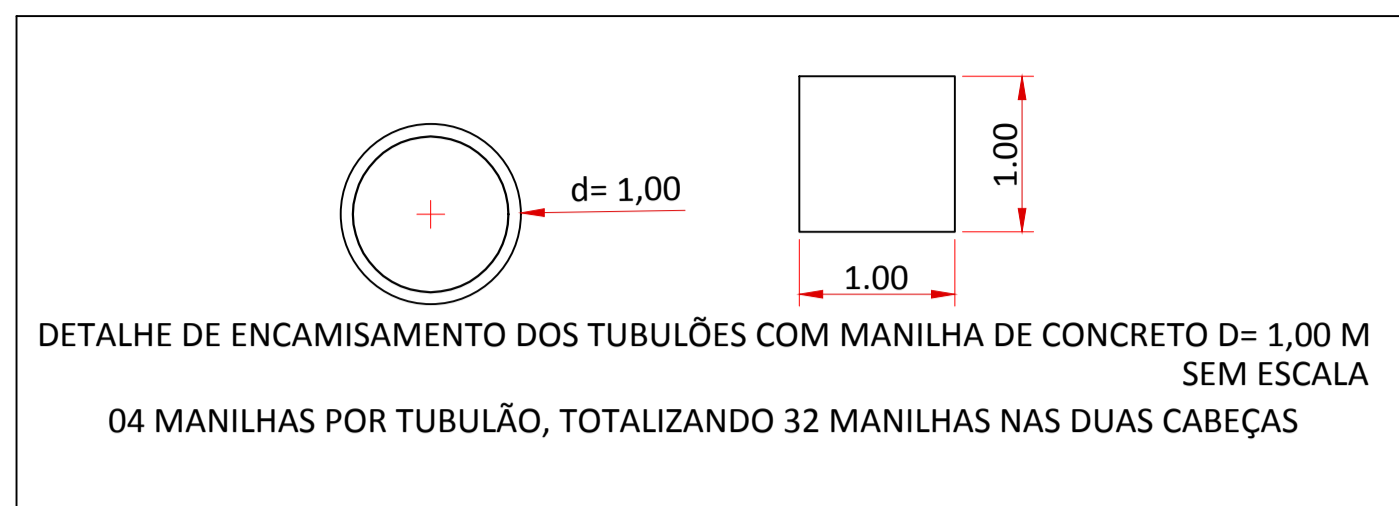 d= 1,00
1.00
1.00
DETALHE DE ENCAMISAMENTO DOS TUBULÕES COM MANILHA DE CONCRETO D= 1,00 M
SEM ESCALA
04 MANILHAS POR TUBULÃO, TOTALIZANDO 32 MANILHAS NAS DUAS CABEÇAS